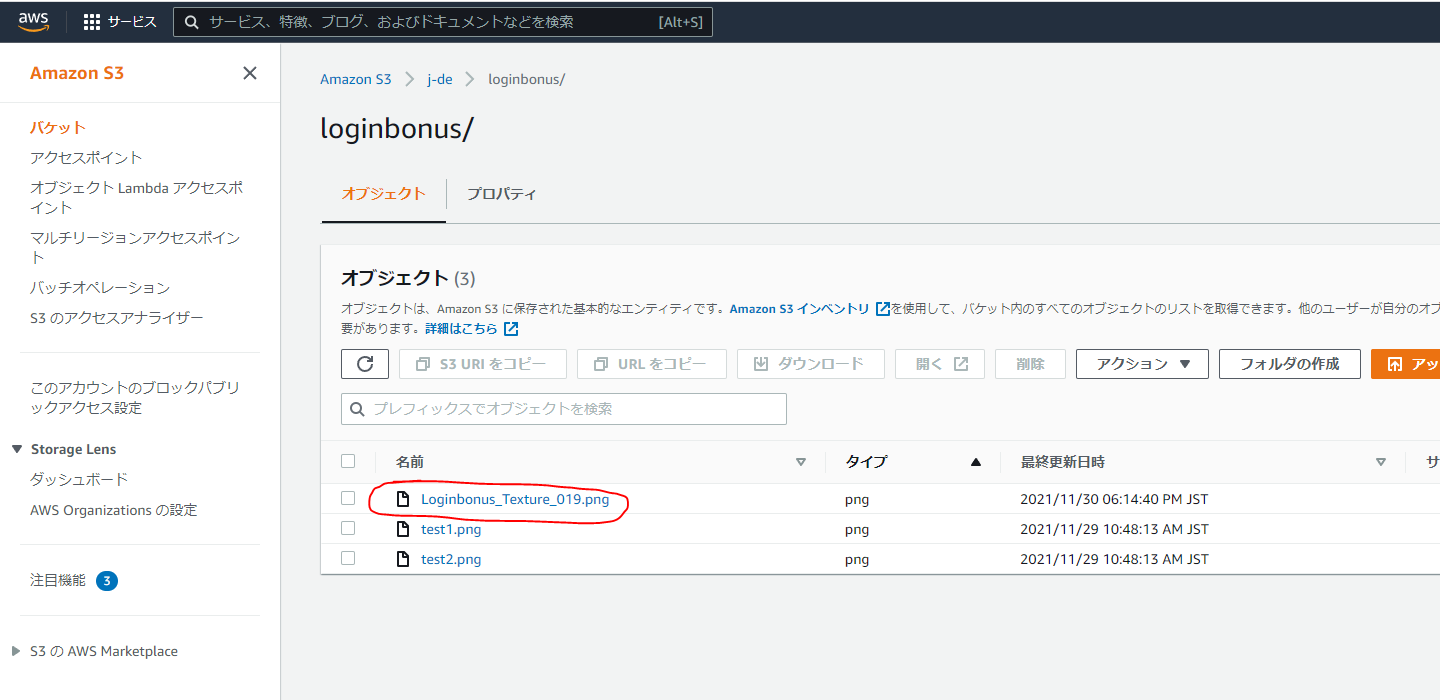 aws
サービス
サービス、特徴、ブログ、およびドキュメントなどを検索 [Alt+S]
Amazon S3
バケット
アクセスポイント
オブジェクト Lambda アクセスポ
イント
マルチリージョンアクセスポイン
ト
バッチオペレーション
S3 のアクセスアナライザー
このアカウントのブロックパブリ
ックアクセス設定
Storage Lens
ダッシュボード
AWS Organizations の設定
注目機能 3
S3 の AWS Marketplace
Amazon S3 > j-de > loginbonus/
loginbonus/
オブジェクト プロパティ
オブジェクト (3)
オブジェクトは、Amazon S3 に保存された基本的なエンティティです。Amazon S3 インベントリ を使用して、バケット内のすべてのオブジェクトのリストを取得できます。他のユーザーが自分のオブ
要があります。詳細はこちら
S3 URI をコピー URL をコピー ダウンロード 開く 削除 アクション フォルダの作成 アッ
プレフィックスでオブジェクトを検索
名前 タイプ 最終更新日時 サ
Loginbonus_Texture_019.png png 2021/11/30 06:14:40 PM JST
test1.png png 2021/11/29 10:48:13 AM JST
test2.png png 2021/11/29 10:48:13 AM JST